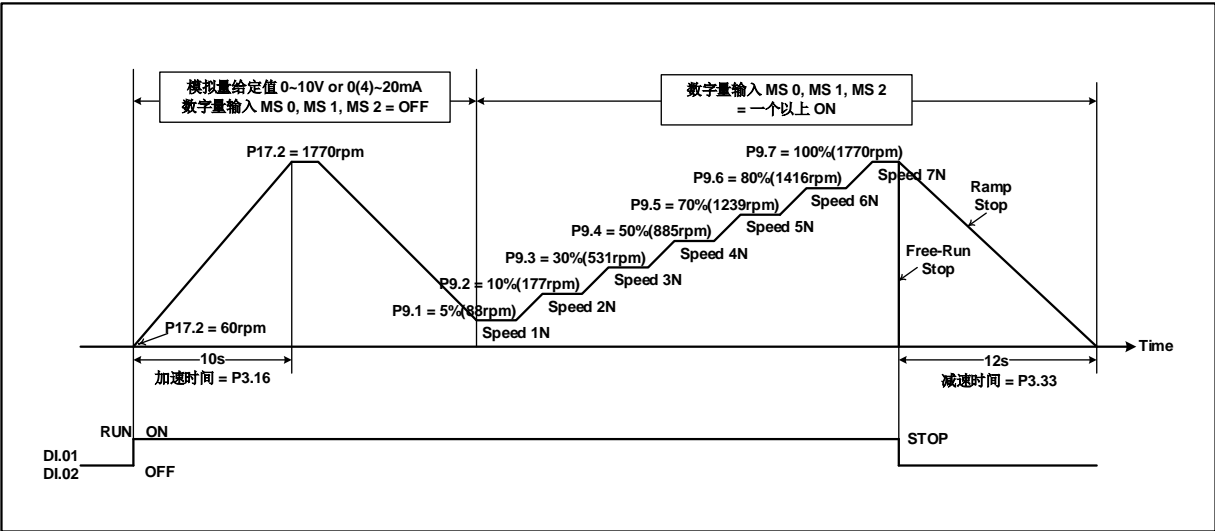 模拟量给定值 0~10V or 0(4)~20mA
数字量输入 MS 0, MS 1, MS 2 = OFF
数字量输入 MS 0, MS 1, MS 2
= 一个以上 ON
P17.2 = 1770rpm
P9.7 = 100%(1770rpm)
Speed 7N
P9.6 = 80%(1416rpm)
Speed 6N
P9.5 = 70%(1239rpm)
Speed 5N
P9.4 = 50%(885rpm)
Speed 4N
P9.3 = 30%(531rpm)
Speed 3N
P9.2 = 10%(177rpm)
Speed 2N
P9.1 = 5%(88rpm)
Speed 1N
Ramp
Stop
Free-Run
Stop
P17.2 = 60rpm
Time
10s
加速时间 = P3.16
12s
减速时间 = P3.33
RUN
ON
STOP
DI.01
DI.02
OFF